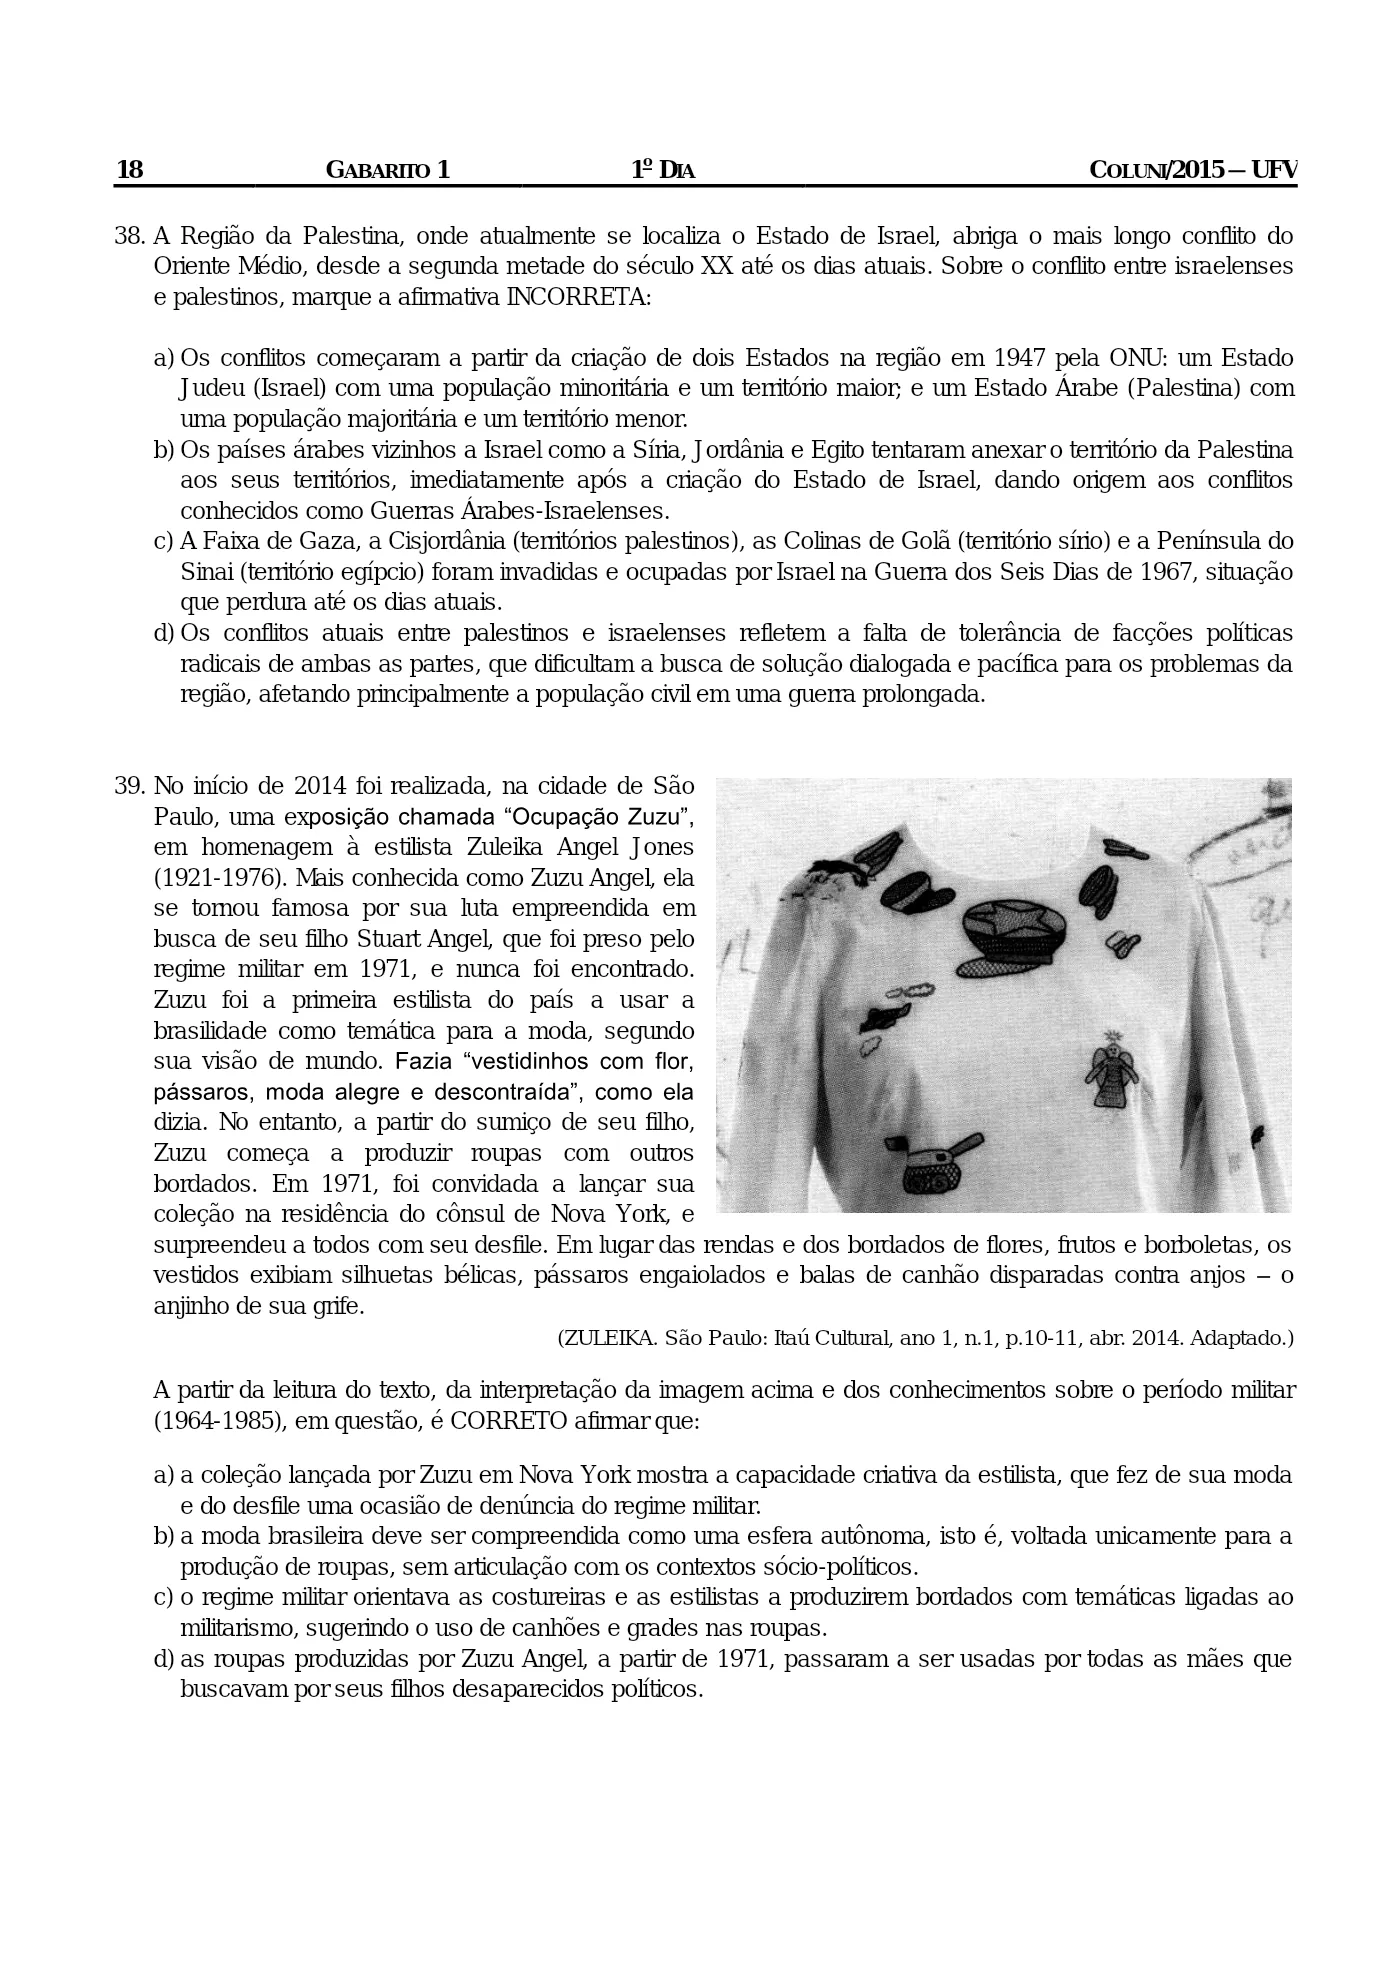 18 GABARITO 1 1º DIA COLUNI/2015 — UFV
38. A Região da Palestina, onde atualmente se localiza o Estado de Israel, abriga o mais longo conflito do
Oriente Médio, desde a segunda metade do século XX até os dias atuais. Sobre o conflito entre israelenses
e palestinos, marque a afirmativa INCORRETA:
a) Os conflitos começaram a partir da criação de dois Estados na região em 1947 pela ONU: um Estado
Judeu (Israel) com uma população minoritária e um território maior; e um Estado Árabe (Palestina) com
uma população majoritária e um território menor.
b) Os países árabes vizinhos a Israel como a Síria, Jordânia e Egito tentaram anexar o território da Palestina
aos seus territórios, imediatamente após a criação do Estado de Israel, dando origem aos conflitos
conhecidos como Guerras Árabes-Israelenses.
c) A Faixa de Gaza, a Cisjordânia (territórios palestinos), as Colinas de Golã (território sírio) e a Península do
Sinai (território egípcio) foram invadidas e ocupadas por Israel na Guerra dos Seis Dias de 1967, situação
que perdura até os dias atuais.
d) Os conflitos atuais entre palestinos e israelenses refletem a falta de tolerância de facções políticas
radicais de ambas as partes, que dificultam a busca de solução dialogada e pacífica para os problemas da
região, afetando principalmente a população civil em uma guerra prolongada.
39. No início de 2014 foi realizada, na cidade de São
Paulo, uma exposição chamada “Ocupação Zuzu”,
em homenagem à estilista Zuleika Angel Jones
(1921-1976). Mais conhecida como Zuzu Angel, ela
se tornou famosa por sua luta empreendida em
busca de seu filho Stuart Angel, que foi preso pelo
regime militar em 1971, e nunca foi encontrado.
Zuzu foi a primeira estilista do país a usar a
brasilidade como temática para a moda, segundo
sua visão de mundo. Fazia “vestidinhos com flor,
pássaros, moda alegre e descontraída”, como ela
dizia. No entanto, a partir do sumiço de seu filho,
Zuzu começa a produzir roupas com outros
bordados. Em 1971, foi convidada a lançar sua
coleção na residência do cônsul de Nova York, e
surpreendeu a todos com seu desfile. Em lugar das rendas e dos bordados de flores, frutos e borboletas, os
vestidos exibiam silhuetas bélicas, pássaros engaiolados e balas de canhão disparadas contra anjos – o
anjinho de sua grife.
(ZULEIKA. São Paulo: Itaú Cultural, ano 1, n.1, p.10-11, abr. 2014. Adaptado.)
A partir da leitura do texto, da interpretação da imagem acima e dos conhecimentos sobre o período militar
(1964-1985), em questão, é CORRETO afirmar que:
a) a coleção lançada por Zuzu em Nova York mostra a capacidade criativa da estilista, que fez de sua moda
e do desfile uma ocasião de denúncia do regime militar.
b) a moda brasileira deve ser compreendida como uma esfera autônoma, isto é, voltada unicamente para a
produção de roupas, sem articulação com os contextos sócio-políticos.
c) o regime militar orientava as costureiras e as estilistas a produzirem bordados com temáticas ligadas ao
militarismo, sugerindo o uso de canhões e grades nas roupas.
d) as roupas produzidas por Zuzu Angel, a partir de 1971, passaram a ser usadas por todas as mães que
buscavam por seus filhos desaparecidos políticos.